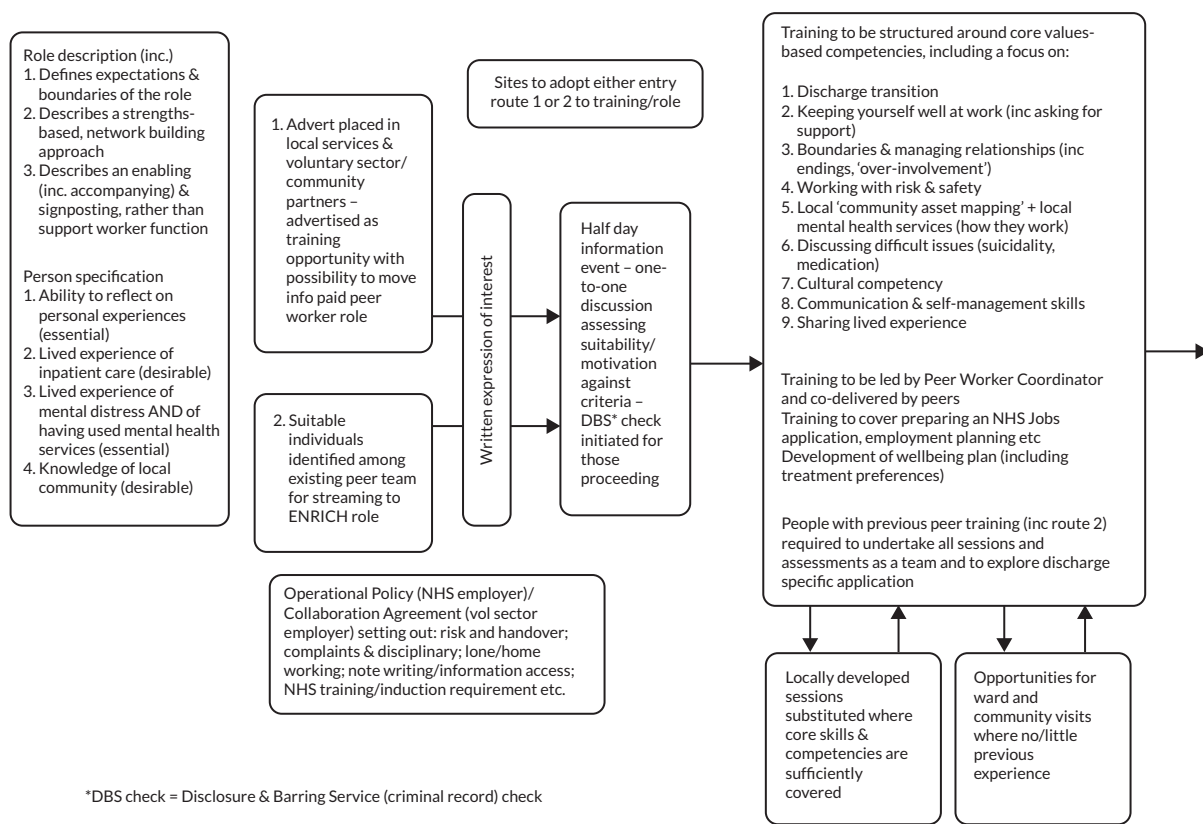 Role description (inc.)
1. Defines expectations &
boundaries of the role
2. Describes a strengths-
based, network building
approach
3. Describes an enabling
(inc. accompanying) &
signposting, rather than
support worker function
Person specification
1. Ability to reflect on
personal experiences
(essential)
2. Lived experience of
inpatient care (desirable)
3. Lived experience of
mental distress AND of
having used mental health
services (essential)
4. Knowledge of local
community (desirable)
Sites to adopt either entry
route 1 or 2 to training/role
1. Advert placed in
local services &
voluntary sector/
community
partners –
advertised as
training
opportunity with
possibility to move
info paid peer
worker role
2. Suitable
individuals
identified among
existing peer team
for streaming to
ENRICH role
Written expression of interest
Half day
information
event – one-
to-one
discussion
assessing
suitability/
motivation
against
criteria –
DBS* check
initiated for
those
proceeding
Operational Policy (NHS employer)/
Collaboration Agreement (vol sector
employer) setting out: risk and handover;
complaints & disciplinary; lone/home
working; note writing/information access;
NHS training/induction requirement etc.
Training to be structured around core values-
based competencies, including a focus on:
1. Discharge transition
2. Keeping yourself well at work (inc asking for
support)
3. Boundaries & managing relationships (inc
endings, ‘over-involvement’)
4. Working with risk & safety
5. Local ‘community asset mapping’ + local
mental health services (how they work)
6. Discussing difficult issues (suicidality,
medication)
7. Cultural competency
8. Communication & self-management skills
9. Sharing lived experience
Training to be led by Peer Worker Coordinator
and co-delivered by peers
Training to cover preparing an NHS Jobs
application, employment planning etc
Development of wellbeing plan (including
treatment preferences)
People with previous peer training (inc route 2)
required to undertake all sessions and
assessments as a team and to explore discharge
specific application
Locally developed
sessions
substituted where
core skills &
competencies are
sufficiently
covered
Opportunities for
ward and
community visits
where no/little
previous
experience
*DBS check = Disclosure & Barring Service (criminal record) check